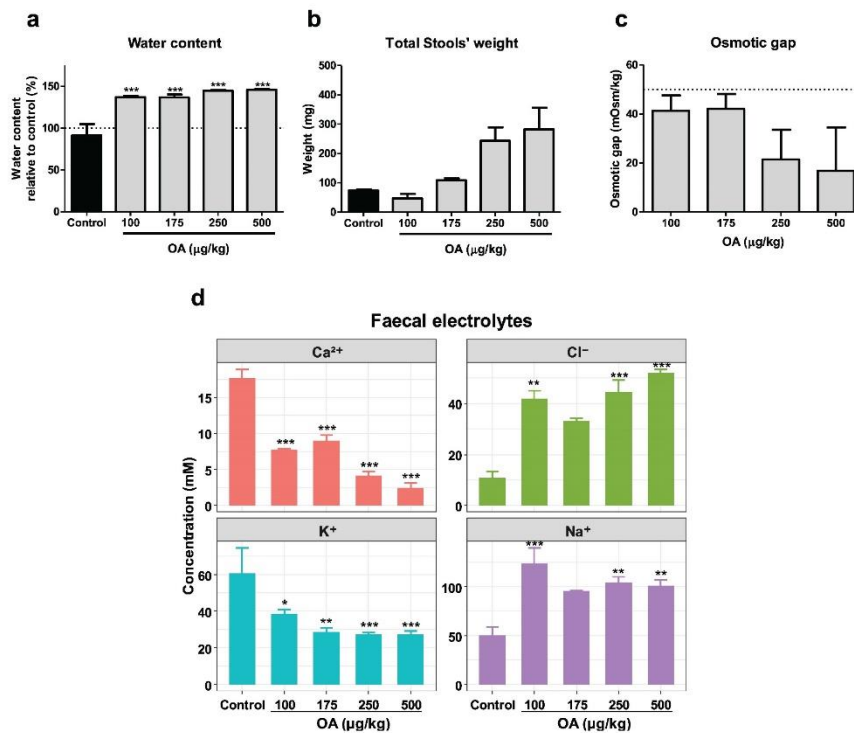 a
Water content
Water content
relative to control (%)
150
100
50
0
*** *** *** ***
Control 100 175 250 500
OA (µg/kg)
b
Total Stools' weight
Weight (mg)
400
300
200
100
0
Control 100 175 250 500
OA (µg/kg)
c
Osmotic gap
Osmotic gap (mOsm/kg)
60
40
20
0
100 175 250 500
OA (µg/kg)
d
Faecal electrolytes
Concentration (mM)
Ca²⁺
15
10
5
0
*** *** *** ***
Cl⁻
40
20
0
** *** ***
K⁺
60
40
20
0
* ** *** ***
Control 100 175 250 500
OA (µg/kg)
Na⁺
100
50
0
*** ** **
Control 100 175 250 500
OA (µg/kg)